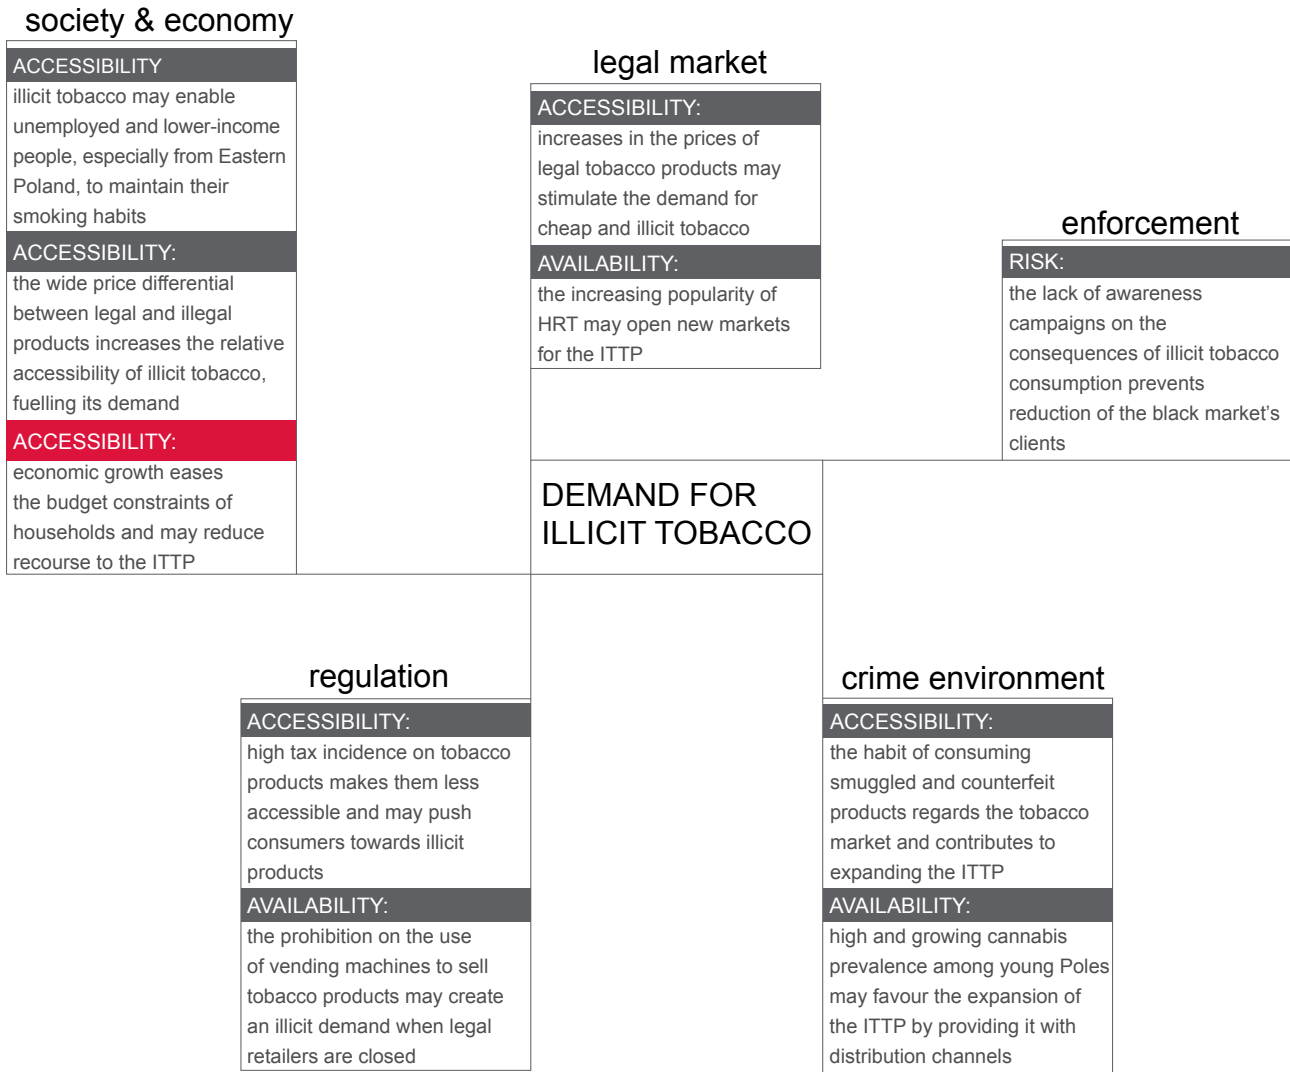 society & economy
ACCESSIBILITY
illicit tobacco may enable
unemployed and lower-income
people, especially from Eastern
Poland, to maintain their
smoking habits
ACCESSIBILITY:
the wide price differential
between legal and illegal
products increases the relative
accessibility of illicit tobacco,
fuelling its demand
ACCESSIBILITY:
economic growth eases
the budget constraints of
households and may reduce
recourse to the ITTP
legal market
ACCESSIBILITY:
increases in the prices of
legal tobacco products may
stimulate the demand for
cheap and illicit tobacco
AVAILABILITY:
the increasing popularity of
HRT may open new markets
for the ITTP
enforcement
RISK:
the lack of awareness
campaigns on the
consequences of illicit tobacco
consumption prevents
reduction of the black market's
clients
DEMAND FOR
ILLICIT TOBACCO
regulation
ACCESSIBILITY:
high tax incidence on tobacco
products makes them less
accessible and may push
consumers towards illicit
products
AVAILABILITY:
the prohibition on the use
of vending machines to sell
tobacco products may create
an illicit demand when legal
retailers are closed
crime environment
ACCESSIBILITY:
the habit of consuming
smuggled and counterfeit
products regards the tobacco
market and contributes to
expanding the ITTP
AVAILABILITY:
high and growing cannabis
prevalence among young Poles
may favour the expansion of
the ITTP by providing it with
distribution channels